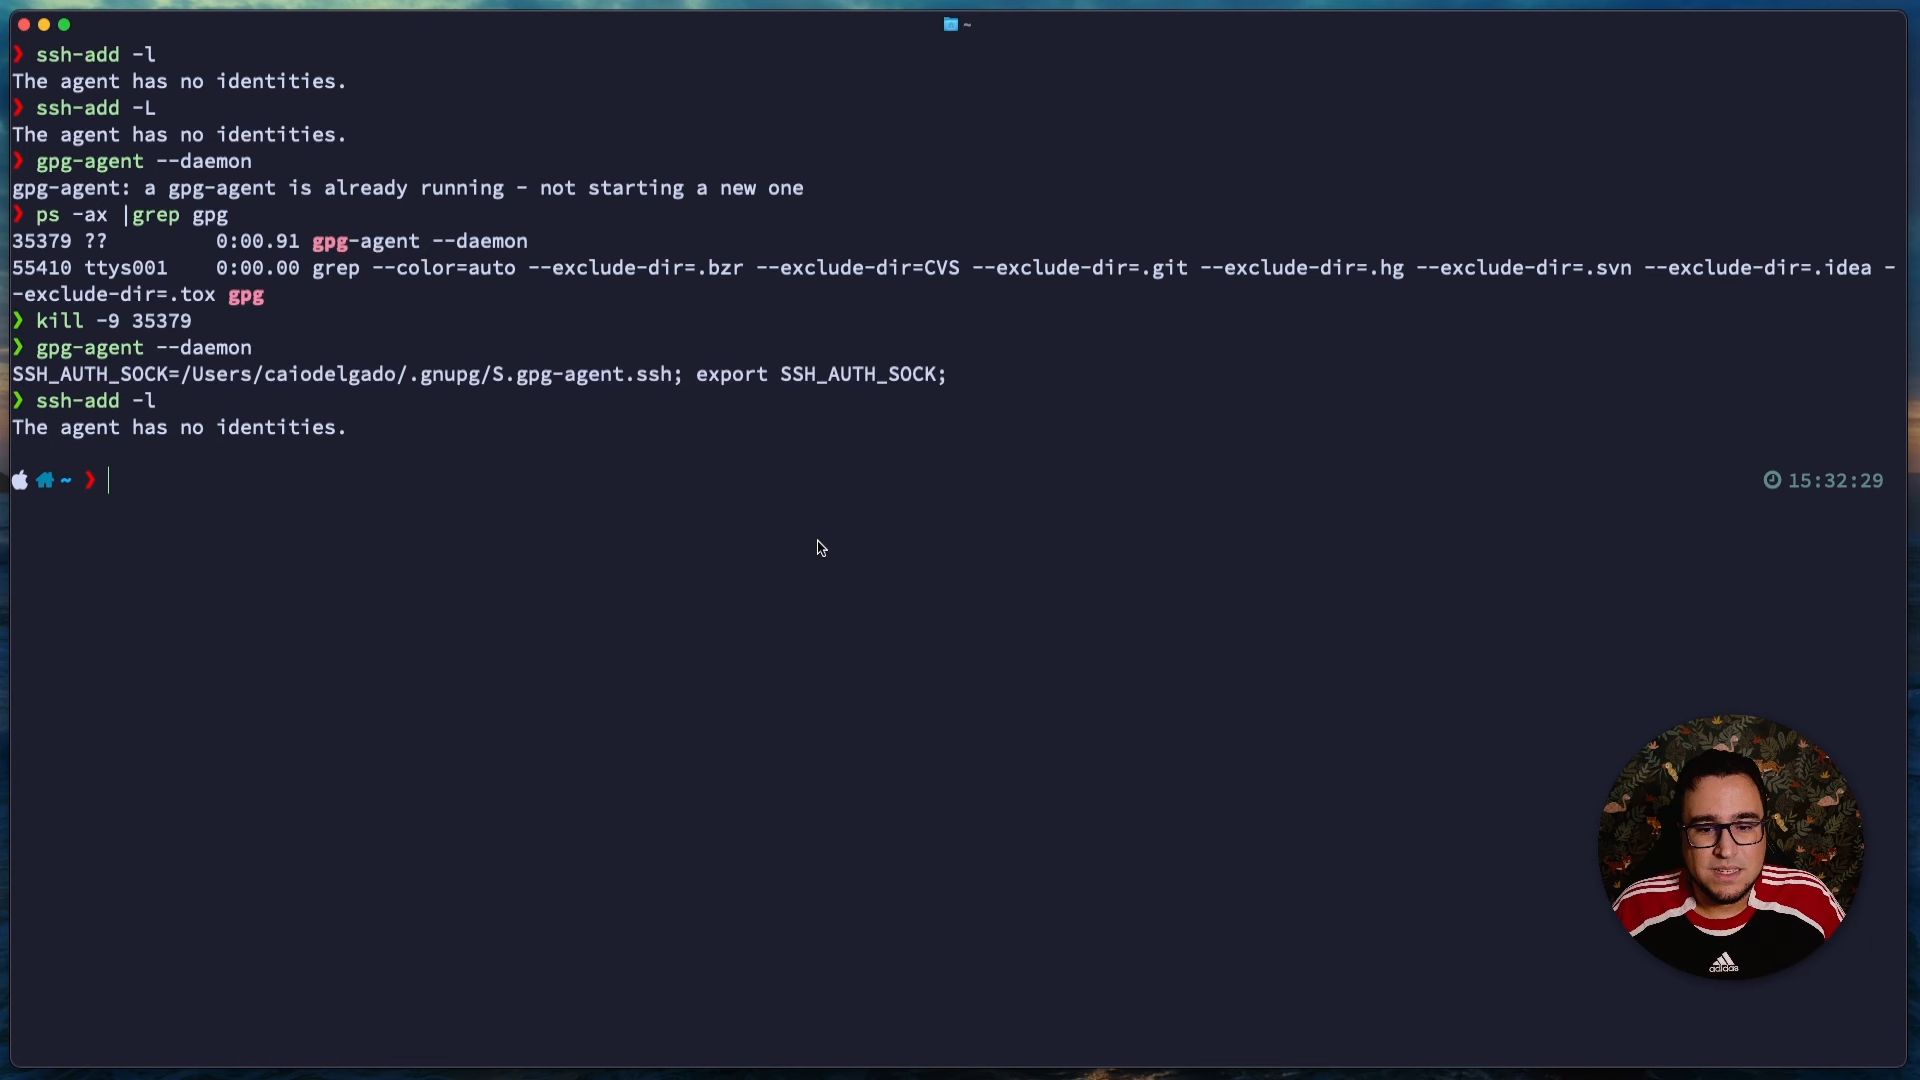 ~
❯ ssh-add -l
The agent has no identities.
❯ ssh-add -L
The agent has no identities.
❯ gpg-agent --daemon
gpg-agent: a gpg-agent is already running - not starting a new one
❯ ps -ax |grep gpg
35379 ??         0:00.91 gpg-agent --daemon
55410 ttys001    0:00.00 grep --color=auto --exclude-dir=.bzr --exclude-dir=CVS --exclude-dir=.git --exclude-dir=.hg --exclude-dir=.svn --exclude-dir=.idea -
-exclude-dir=.tox gpg
❯ kill -9 35379
❯ gpg-agent --daemon
SSH_AUTH_SOCK=/Users/caiodelgado/.gnupg/S.gpg-agent.ssh; export SSH_AUTH_SOCK;
❯ ssh-add -l
The agent has no identities.
~ ❯ 15:32:29
adidas